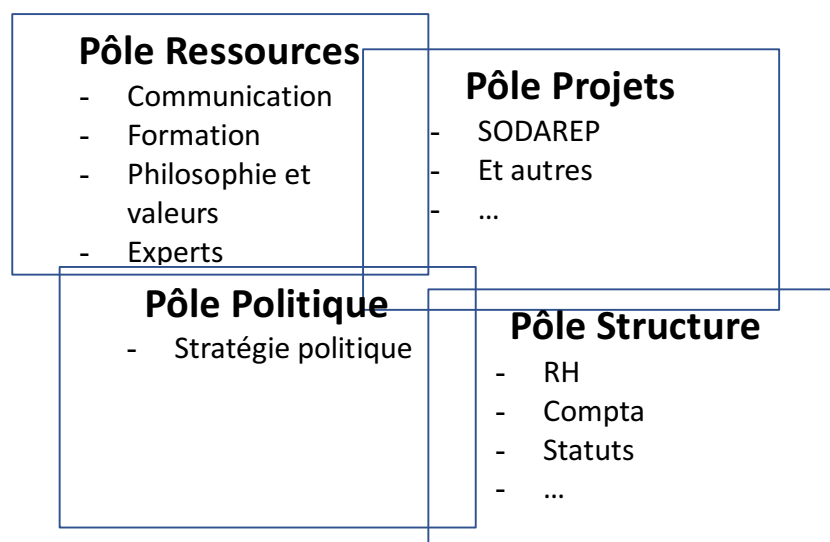 Pôle Ressources
- Communication
- Formation
- Philosophie et
valeurs
- Experts
Pôle Projets
- SODAREP
- Et autres
- …
Pôle Politique
- Stratégie politique
Pôle Structure
- RH
- Compta
- Statuts
- …